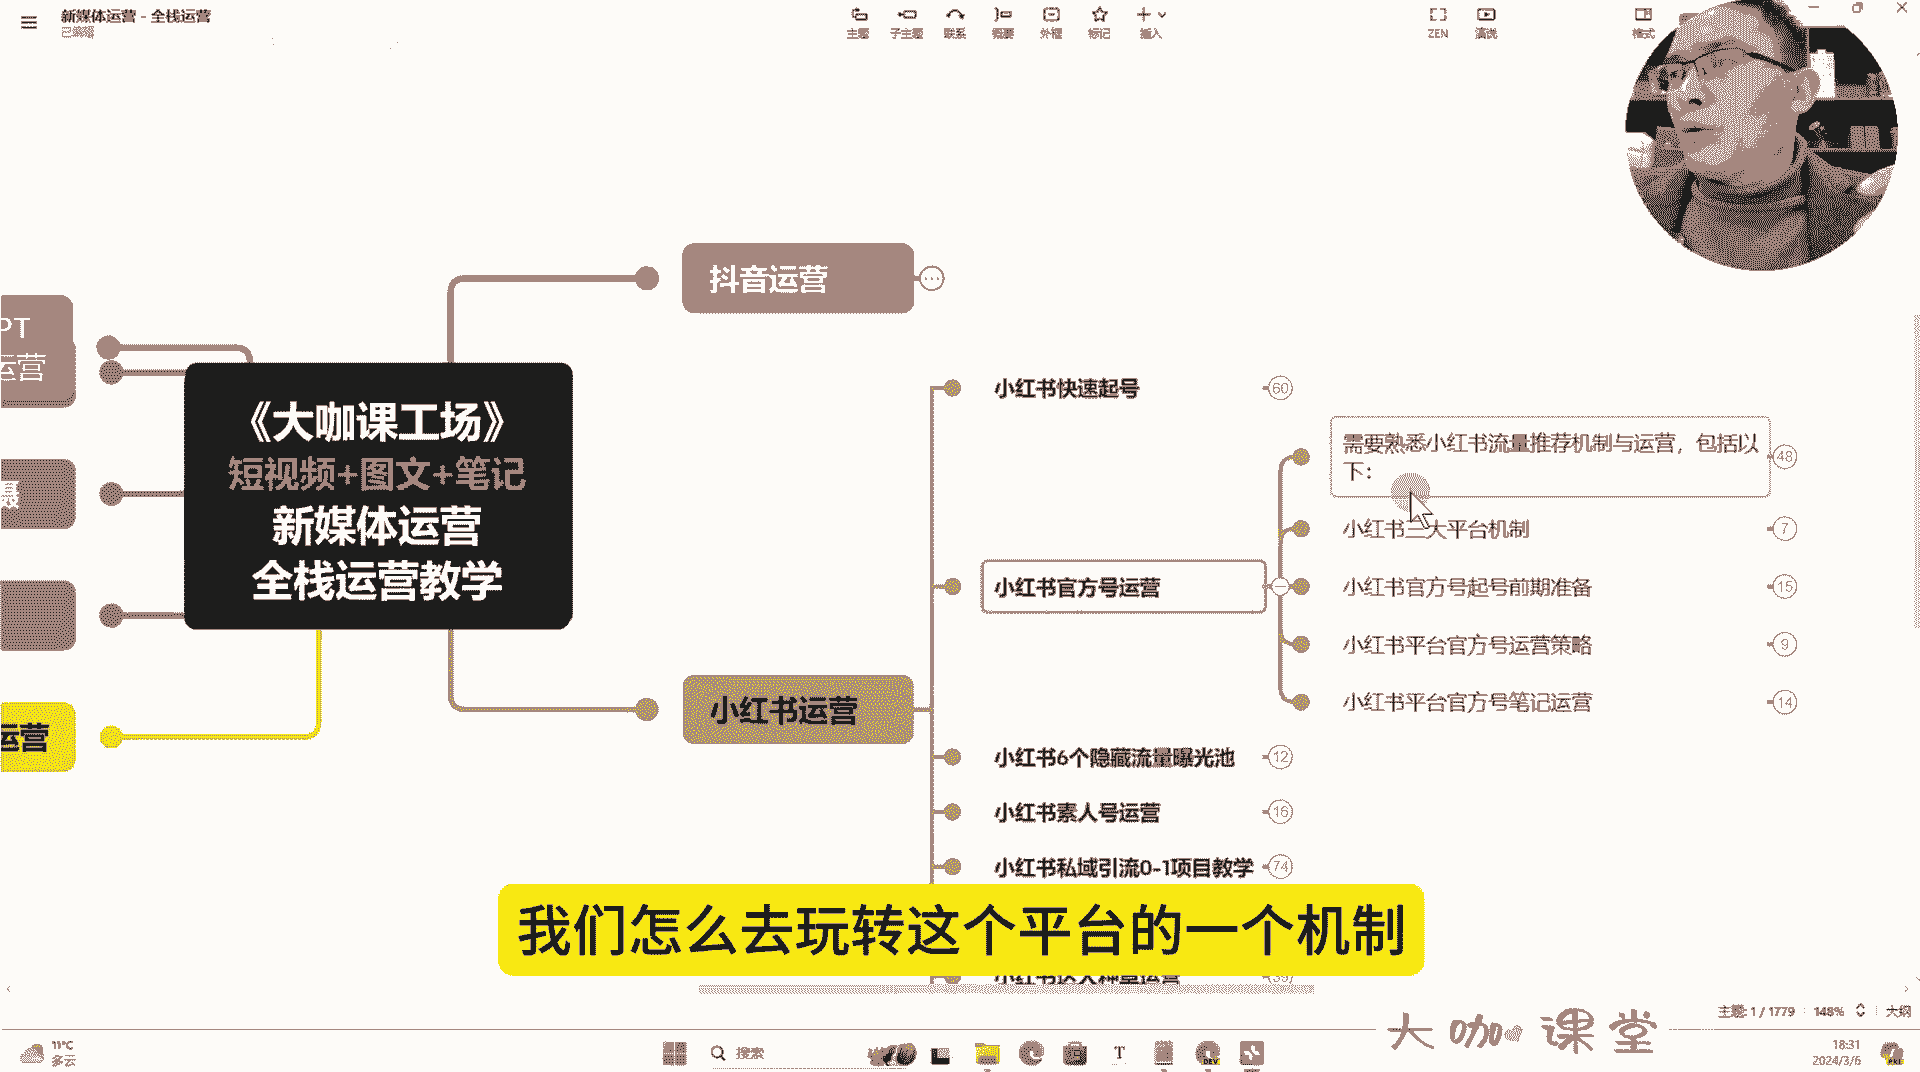 新媒体运营 - 全栈运营
已编辑
主题
子主题
联系
概要
外框
标记
插入
ZEN
演说
格式
PT
运营
《大咖课工场》
短视频+图文+笔记
新媒体运营
全栈运营教学
运营
抖音运营
小红书运营
小红书快速起号
60
小红书官方号运营
需要熟悉小红书流量推荐机制与运营，包括以
下：
48
小红书三大平台机制
7
小红书官方号起号前期准备
15
小红书平台官方号运营策略
9
小红书平台官方号笔记运营
14
小红书6个隐藏流量曝光池
12
小红书素人号运营
16
小红书私域引流0-1项目教学
74
我们怎么去玩转这个平台的一个机制
主题: 1 / 1779
148%
大纲
大咖课堂
11°C
多云
搜索
18:31
2024/3/6